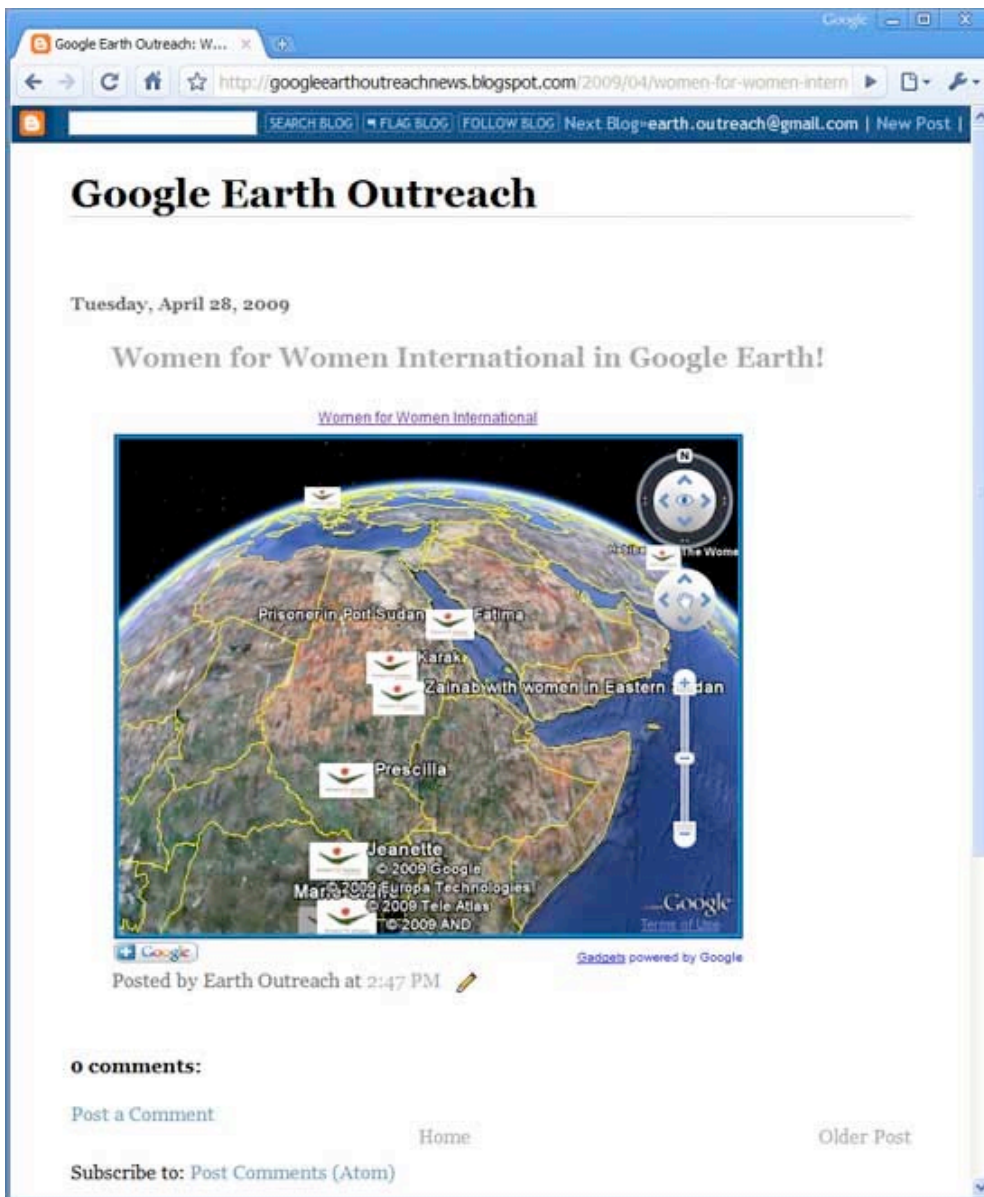 Google
Google Earth Outreach: W...
http://googleearthoutreachnews.blogspot.com/2009/04/women-for-women-intern
SEARCH BLOG FLAG BLOG FOLLOW BLOG Next Blog» earth.outreach@gmail.com | New Post |
Google Earth Outreach
Tuesday, April 28, 2009
Women for Women International in Google Earth!
Women for Women International
N
The Wome
Prisoner in Port Sudan Fatima
Karak
Zainab with women in Eastern
Prescilla
Jeanette
© 2009 Google
© 2009 Europa Technologies
© 2009 Tele Atlas
© 2009 AND
Google
Terms of Use
Google
Gadgets powered by Google
Posted by Earth Outreach at 2:47 PM
0 comments:
Post a Comment
Home Older Post
Subscribe to: Post Comments (Atom)